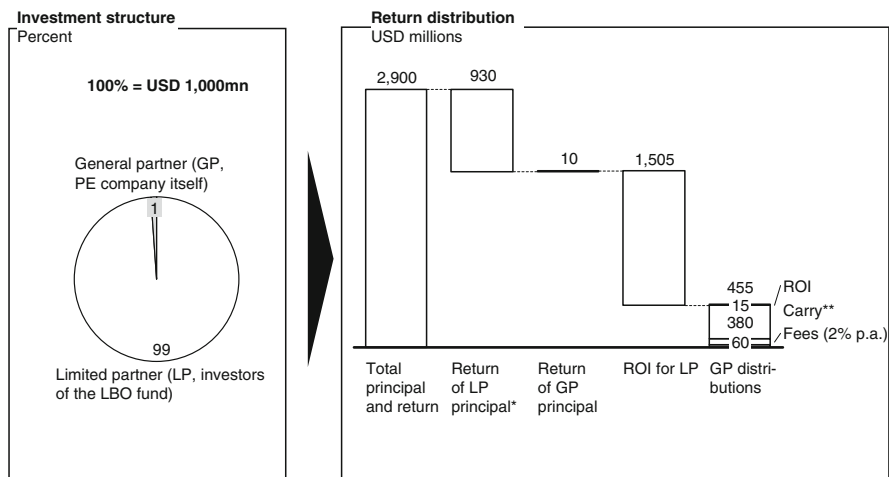 Investment structure
Percent
100% = USD 1,000mn
General partner (GP,
PE company itself)
1
99
Limited partner (LP, investors
of the LBO fund)
Return distribution
USD millions
2,900
930
10
1,505
455
15
380
60
ROI
Carry**
Fees (2% p.a.)
Total
principal
and return
Return
of LP
principal*
Return
of GP
principal
ROI for LP
GP distri-
butions